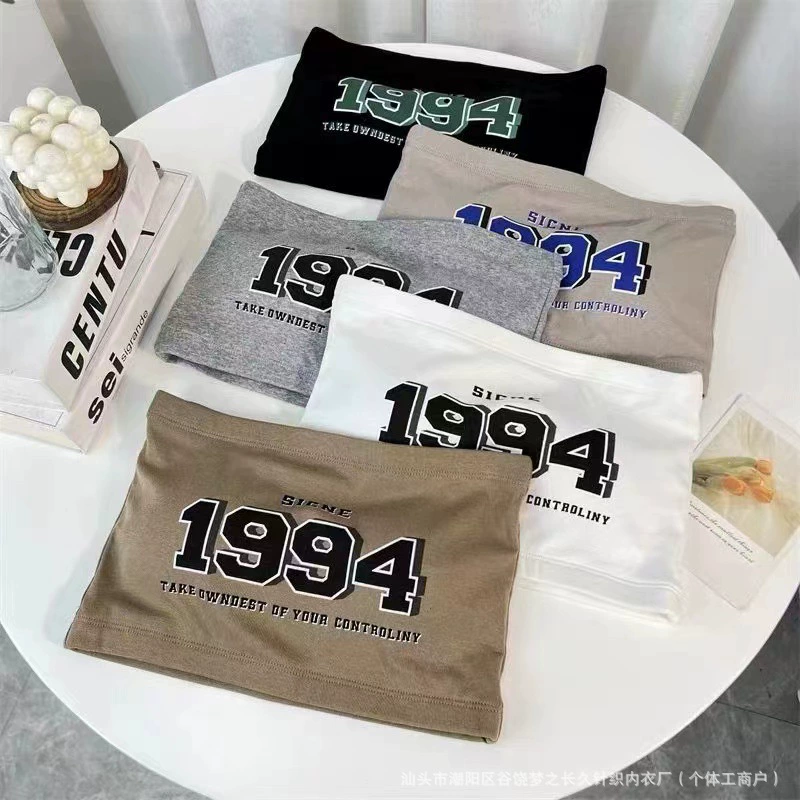 1994
TAKE OWNDEST
SIGNE
1994
YOUR CONTROLINY
1994
TAKE OWNDEST
SIGNE
1994
CONTROLINY
SIGNE
1994
TAKE OWNDEST OF YOUR CONTROLINY
CENTU
sei
sigrande
汕头市潮阳区谷饶梦之长久针织内衣厂（个体工商户）